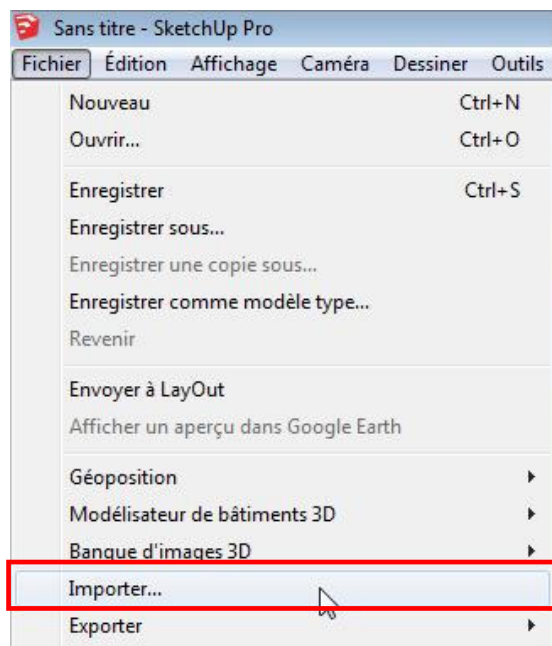 Sans titre - SketchUp Pro
Fichier Édition Affichage Caméra Dessiner Outils
Nouveau Ctrl+N
Ouvrir... Ctrl+O
Enregistrer Ctrl+S
Enregistrer sous...
Enregistrer une copie sous...
Enregistrer comme modèle type...
Revenir
Envoyer à LayOut
Afficher un aperçu dans Google Earth
Géoposition
Modélisateur de bâtiments 3D
Banque d'images 3D
Importer...
Exporter